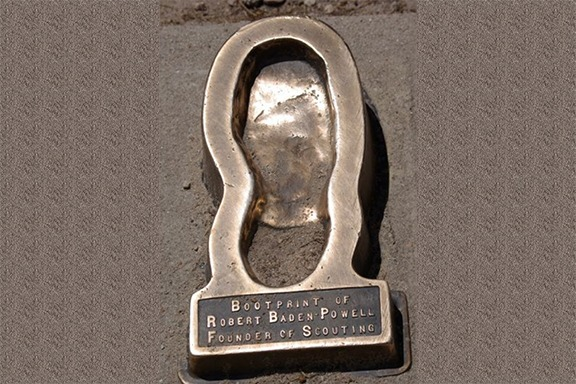 Bootprint of
Robert Baden-Powell
Founder of Scouting